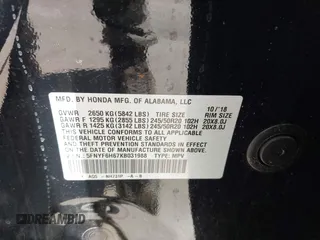 MFD. BY HONDA MFG. OF ALABAMA, LLC 10/'18
GVWR 2650 KG(5842 LBS) TIRE SIZE RIM SIZE
GAWR F 1295 KG(2855 LBS) 245/50R20 102H 20X8.0J
GAWR R 1425 KG(3142 LBS) 245/50R20 102H 20X8.0J
THIS VEHICLE CONFORMS TO ALL APPLICABLE
FEDERAL MOTOR VEHICLE SAFETY STANDARDS
IN EFFECT ON THE DATE OF MANUFACTURE
SHOWN ABOVE.
5FNYF6H67KB031988 TYPE: MPV
DREAMBID